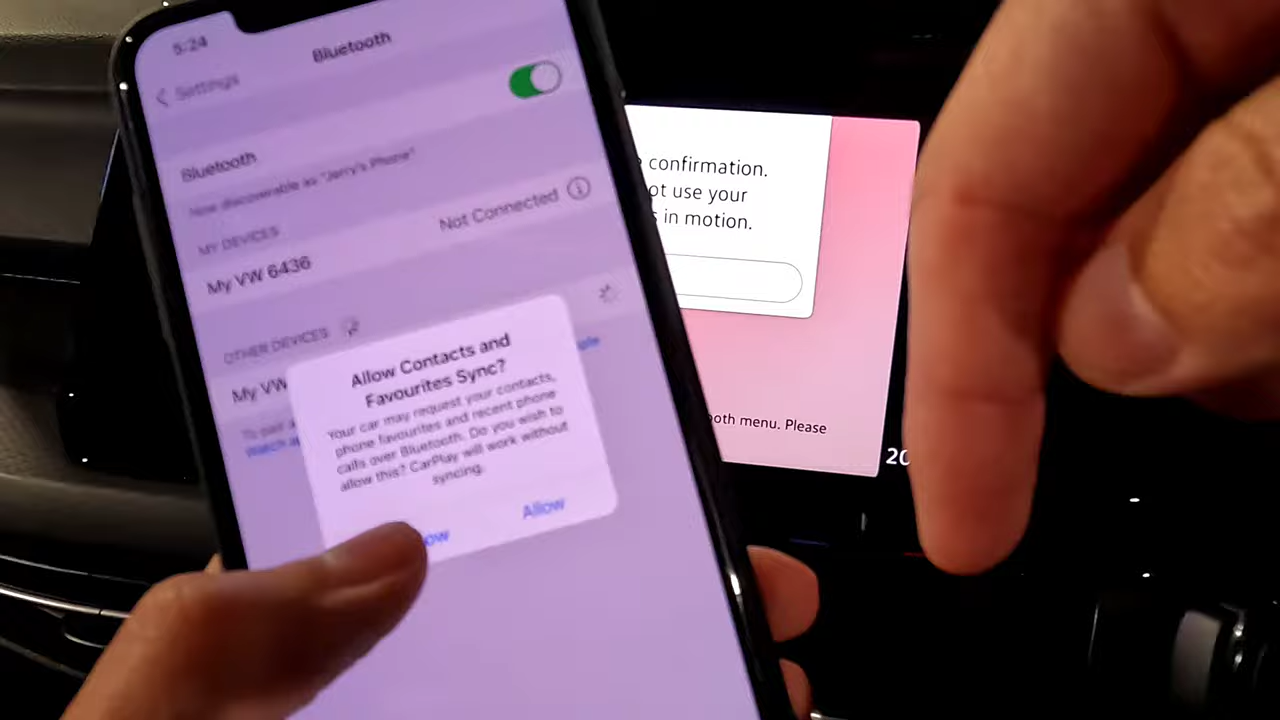 5:24
Settings
Bluetooth
Bluetooth
Now discoverable as "Jerry's Phone"
MY DEVICES
My VW 6436
Not Connected
OTHER DEVICES
My VW
Allow Contacts and
Favourites Sync?
Your car may request your contacts,
phone favourites and recent phone
calls over Bluetooth. Do you wish to
allow this? CarPlay will work without
syncing.
Allow
confirmation.
use your
in motion.
menu. Please
20